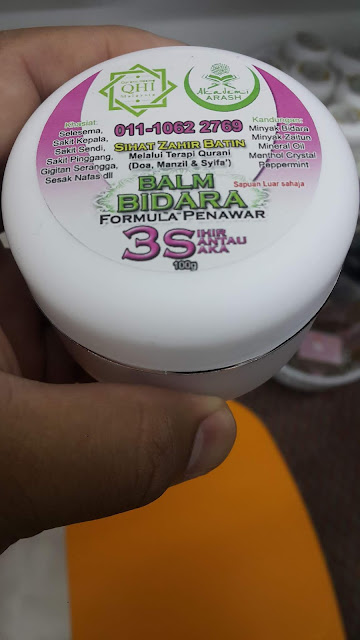 QHI
Malaysia
Akademi
ARASH
Khasiat:
Selesema,
Sakit Kepala,
Sakit Sendi,
Sakit Pinggang,
Gigitan Serangga,
Sesak Nafas dll
011-1062 2769
SIHAT ZAHIR BATIN
Melalui Terapi Qurani
(Doa, Manzil & Syifa')
Kandungan:
Minyak Bidara
Minyak Zaitun
Mineral Oil
Menthol Crystal
Peppermint
Sapuan Luar sahaja
BALM
BIDARA
FORMULA PENAWAR
3S IHIR
ANTAU
AKA
100g